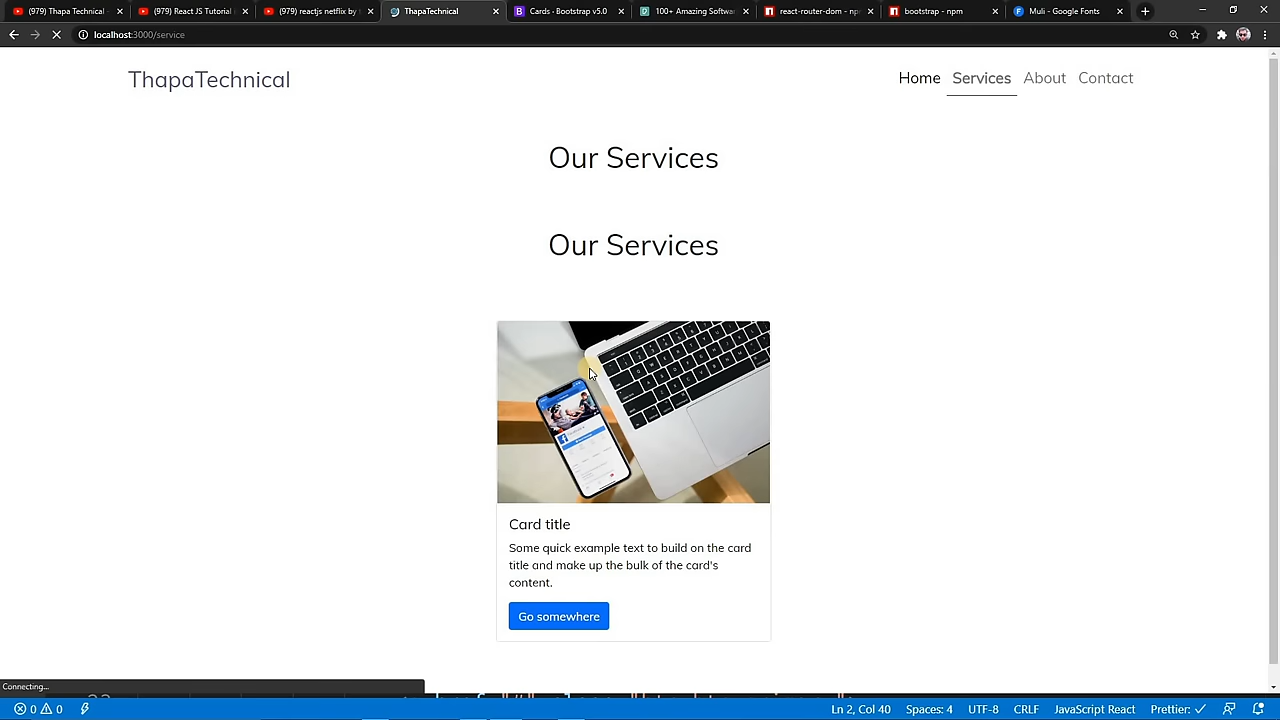 (979) Thapa Technical - (979) React JS Tutorial (979) reactjs netflix by ThapaTechnical Cards · Bootstrap v5.0 100+ Amazing Softwar react-router-dom - np bootstrap - npm Muli - Google Fonts
localhost:3000/service
ThapaTechnical Home Services About Contact
Our Services
Our Services
Card title
Some quick example text to build on the card
title and make up the bulk of the card's
content.
Go somewhere
Connecting...
0 0 Ln 2, Col 40 Spaces: 4 UTF-8 CRLF JavaScript React Prettier: ✓